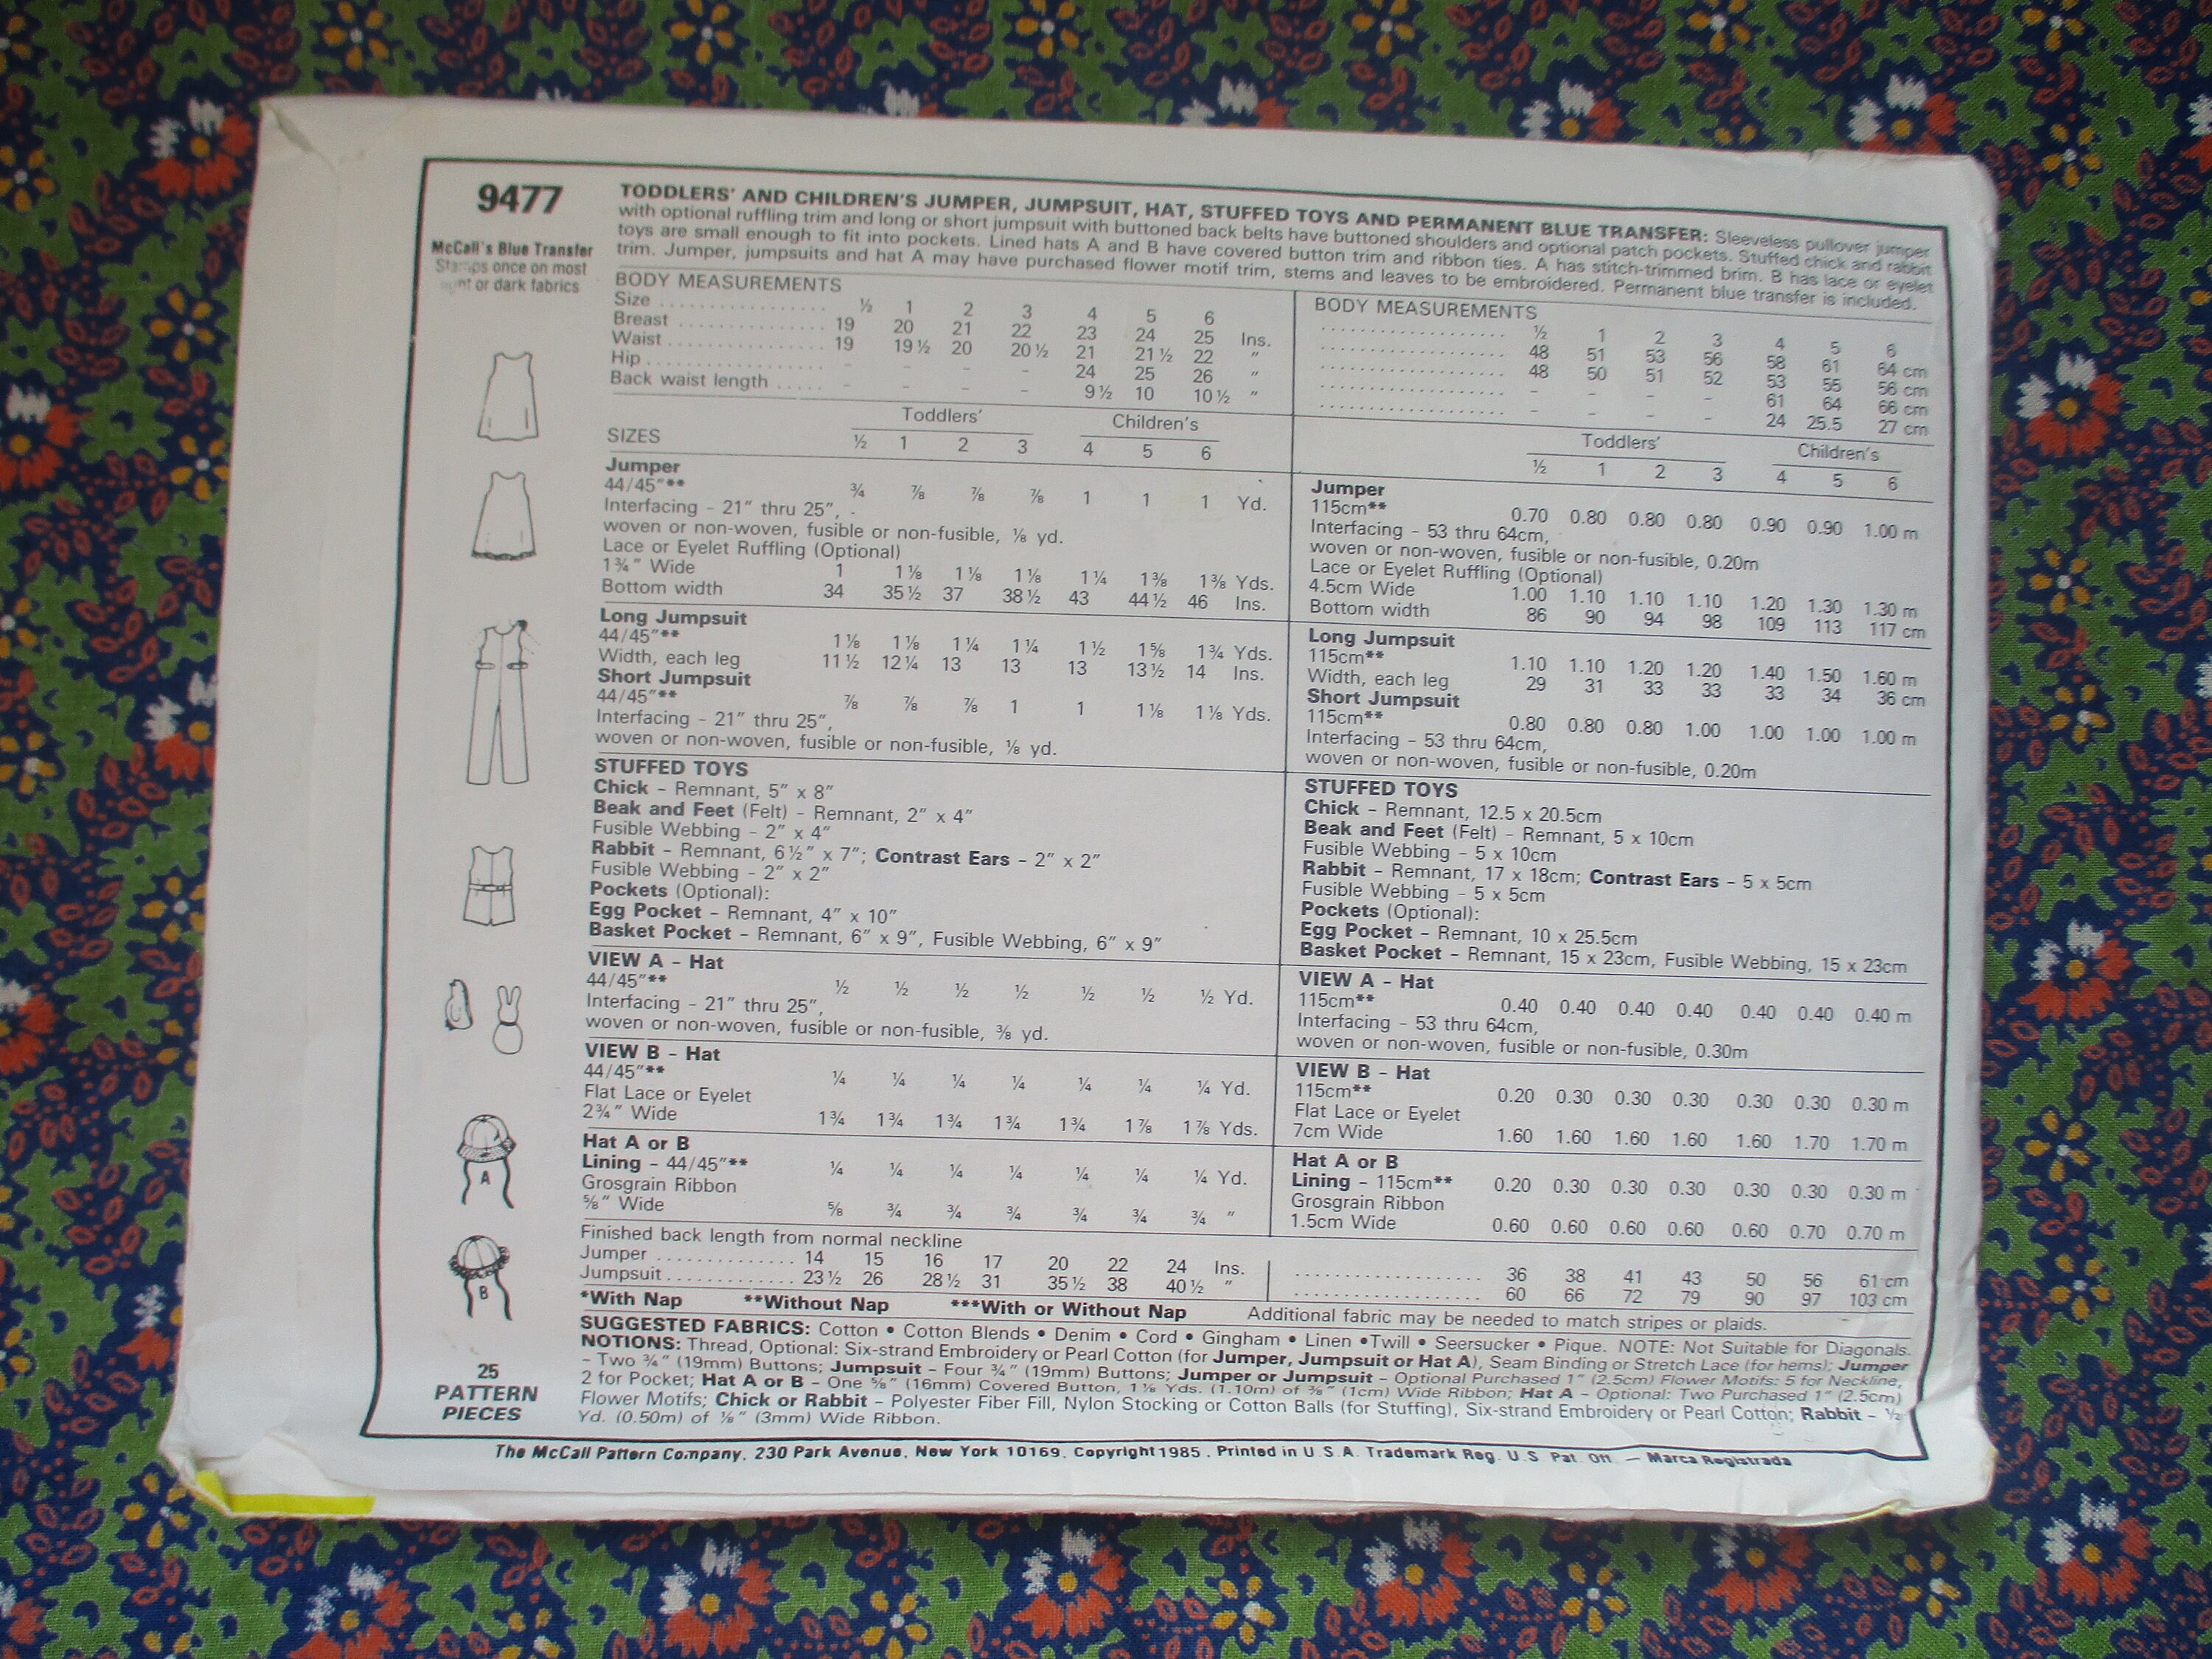 9477
McCall's Blue Transfer
Stamps once on most
or dark fabrics
TODDLERS' AND CHILDREN'S JUMPER, JUMPSUIT, HAT, STUFFED TOYS AND PERMANENT BLUE TRANSFER: Sleeveless pullover jumper
with optional ruffling trim and long or short jumpsuit with buttoned back belts have buttoned shoulders and optional patch pockets. Stuffed chick and rabbit
toys are small enough to fit into pockets. Lined hats A and B have covered button trim and ribbon ties. A has stitch-trimmed brim. B has lace or eyelet
trim. Jumper, jumpsuits and hat A may have purchased flower motif trim, stems and leaves to be embroidered. Permanent blue transfer is included.
BODY MEASUREMENTS
Size ................ ½ 1 2 3 4 5 6
Breast .............. 19 20 21 22 23 24 25 Ins.
Waist ............... 19 19½ 20 20½ 21 21½ 22 "
Hip ................. - - - - 24 25 26 "
Back waist length ..... - - - - 9½ 10 10½ "
Toddlers' Children's
SIZES ½ 1 2 3 4 5 6
Jumper
44/45"** ¾ ⅞ ⅞ ⅞ 1 1 1 Yd.
Interfacing - 21" thru 25",
woven or non-woven, fusible or non-fusible, ⅛ yd.
Lace or Eyelet Ruffling (Optional)
1¾" Wide 1 1⅛ 1⅛ 1⅛ 1¼ 1⅜ 1⅜ Yds.
Bottom width 34 35½ 37 38½ 43 44½ 46 Ins.
Long Jumpsuit
44/45"** 1⅛ 1⅛ 1¼ 1¼ 1½ 1⅝ 1¾ Yds.
Width, each leg 11½ 12¼ 13 13 13 13½ 14 Ins.
Short Jumpsuit
44/45"** ⅞ ⅞ ⅞ 1 1 1⅛ 1⅛ Yds.
Interfacing - 21" thru 25",
woven or non-woven, fusible or non-fusible, ⅛ yd.
STUFFED TOYS
Chick - Remnant, 5" x 8"
Beak and Feet (Felt) - Remnant, 2" x 4"
Fusible Webbing - 2" x 4"
Rabbit - Remnant, 6½" x 7"; Contrast Ears - 2" x 2"
Fusible Webbing - 2" x 2"
Pockets (Optional):
Egg Pocket - Remnant, 4" x 10"
Basket Pocket - Remnant, 6" x 9", Fusible Webbing, 6" x 9"
VIEW A - Hat
44/45"** ½ ½ ½ ½ ½ ½ ½ Yd.
Interfacing - 21" thru 25",
woven or non-woven, fusible or non-fusible, ⅜ yd.
VIEW B - Hat
44/45"** ¼ ¼ ¼ ¼ ¼ ¼ ¼ Yd.
Flat Lace or Eyelet
2¾" Wide 1¾ 1¾ 1¾ 1¾ 1¾ 1⅞ 1⅞ Yds.
Hat A or B
Lining - 44/45"** ¼ ¼ ¼ ¼ ¼ ¼ ¼ Yd.
Grosgrain Ribbon
⅝" Wide ⅝ ¾ ¾ ¾ ¾ ¾ ¾ "
Finished back length from normal neckline
Jumper ............. 14 15 16 17 20 22 24 Ins.
Jumpsuit ............ 23½ 26 28½ 31 35½ 38 40½ "
BODY MEASUREMENTS
................... ½ 1 2 3 4 5 6
................... 48 51 53 56 58 61 64 cm
................... 48 50 51 52 53 55 56 cm
................... - - - - 61 64 66 cm
................... - - - - 24 25.5 27 cm
Toddlers' Children's
½ 1 2 3 4 5 6
Jumper
115cm** 0.70 0.80 0.80 0.80 0.90 0.90 1.00 m
Interfacing - 53 thru 64cm,
woven or non-woven, fusible or non-fusible, 0.20m
Lace or Eyelet Ruffling (Optional)
4.5cm Wide 1.00 1.10 1.10 1.10 1.20 1.30 1.30 m
Bottom width 86 90 94 98 109 113 117 cm
Long Jumpsuit
115cm** 1.10 1.10 1.20 1.20 1.40 1.50 1.60 m
Width, each leg 29 31 33 33 33 34 36 cm
Short Jumpsuit
115cm** 0.80 0.80 0.80 1.00 1.00 1.00 1.00 m
Interfacing - 53 thru 64cm,
woven or non-woven, fusible or non-fusible, 0.20m
STUFFED TOYS
Chick - Remnant, 12.5 x 20.5cm
Beak and Feet (Felt) - Remnant, 5 x 10cm
Fusible Webbing - 5 x 10cm
Rabbit - Remnant, 17 x 18cm; Contrast Ears - 5 x 5cm
Fusible Webbing - 5 x 5cm
Pockets (Optional):
Egg Pocket - Remnant, 10 x 25.5cm
Basket Pocket - Remnant, 15 x 23cm, Fusible Webbing, 15 x 23cm
VIEW A - Hat
115cm** 0.40 0.40 0.40 0.40 0.40 0.40 0.40 m
Interfacing - 53 thru 64cm,
woven or non-woven, fusible or non-fusible, 0.30m
VIEW B - Hat
115cm** 0.20 0.30 0.30 0.30 0.30 0.30 0.30 m
Flat Lace or Eyelet
7cm Wide 1.60 1.60 1.60 1.60 1.60 1.70 1.70 m
Hat A or B
Lining - 115cm** 0.20 0.30 0.30 0.30 0.30 0.30 0.30 m
Grosgrain Ribbon
1.5cm Wide 0.60 0.60 0.60 0.60 0.60 0.70 0.70 m
................... 36 38 41 43 50 56 61 cm
................... 60 66 72 79 90 97 103 cm
*With Nap **Without Nap ***With or Without Nap Additional fabric may be needed to match stripes or plaids.
SUGGESTED FABRICS: Cotton • Cotton Blends • Denim • Cord • Gingham • Linen • Twill • Seersucker • Pique. NOTE: Not Suitable for Diagonals.
NOTIONS: Thread, Optional: Six-strand Embroidery or Pearl Cotton (for Jumper, Jumpsuit or Hat A), Seam Binding or Stretch Lace (for hems); Jumper
- Two ¾" (19mm) Buttons; Jumpsuit - Four ¾" (19mm) Buttons; Jumper or Jumpsuit - Optional Purchased 1" (2.5cm) Flower Motifs: 5 for Neckline,
2 for Pocket; Hat A or B - One ⅝" (16mm) Covered Button, 1⅛ Yds. (1.10m) of ⅜" (1cm) Wide Ribbon; Hat A - Optional: Two Purchased 1" (2.5cm)
Flower Motifs; Chick or Rabbit - Polyester Fiber Fill, Nylon Stocking or Cotton Balls (for Stuffing), Six-strand Embroidery or Pearl Cotton; Rabbit - ½
Yd. (0.50m) of ⅛" (3mm) Wide Ribbon.
A
B
25
PATTERN
PIECES
The McCall Pattern Company, 230 Park Avenue, New York 10169, Copyright 1985. Printed in U.S.A. Trademark Reg. U.S. Pat. Off. — Marca Registrada